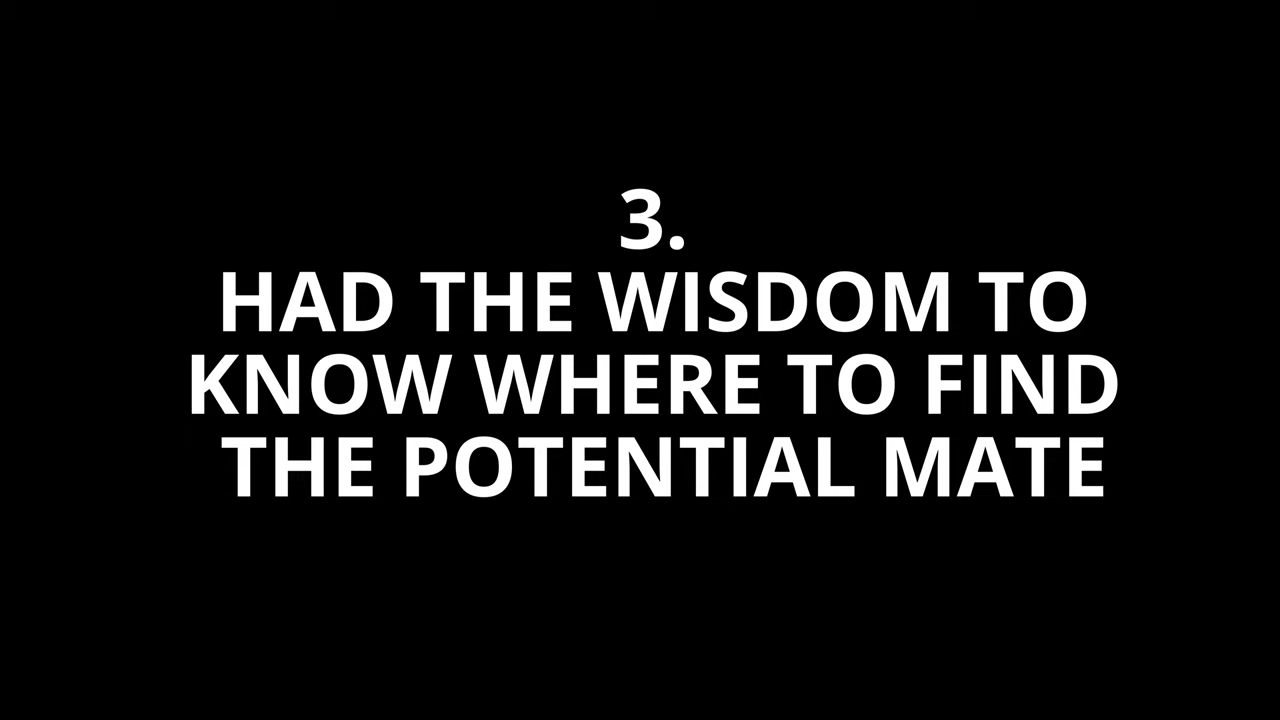 3.
HAD THE WISDOM TO
KNOW WHERE TO FIND
THE POTENTIAL MATE